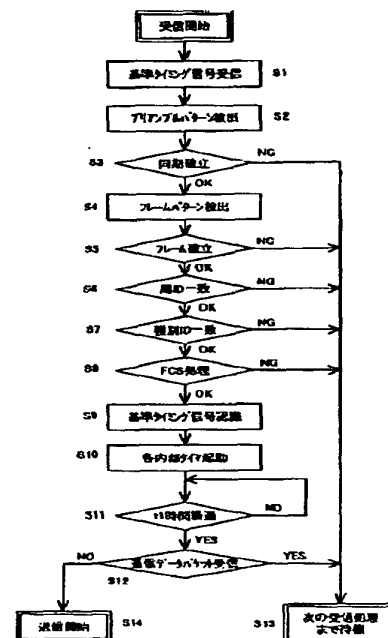 受信開始
基準タイミング信号受信 S1
プリアンブルパターン検出 S2
S3 同期確立 NG
OK
S4 フレームパターン検出
S5 フレーム確立 NG
OK
S6 局ID一致 NG
OK
S7 種別ID一致 NG
OK
S8 FCS処理 NG
OK
S9 基準タイミング信号認識
S10 各内部タイマ起動
S11 t1時間経過 NO
YES
NO 基信データパケット受信 YES
S12
送信開始 S14
S13 次の受信処理
まで待機